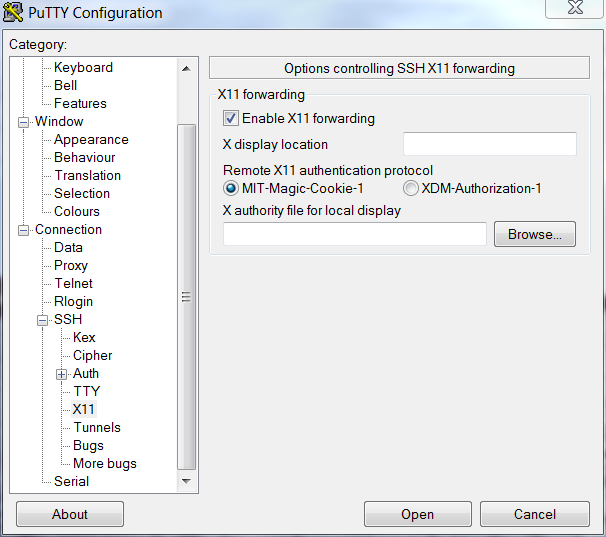 PuTTY Configuration
Category:
Keyboard
Bell
Features
Window
Appearance
Behaviour
Translation
Selection
Colours
Connection
Data
Proxy
Telnet
Rlogin
SSH
Kex
Cipher
Auth
TTY
X11
Tunnels
Bugs
More bugs
Serial
Options controlling SSH X11 forwarding
X11 forwarding
Enable X11 forwarding
X display location
Remote X11 authentication protocol
MIT-Magic-Cookie-1 XDM-Authorization-1
X authority file for local display
Browse...
About Open Cancel